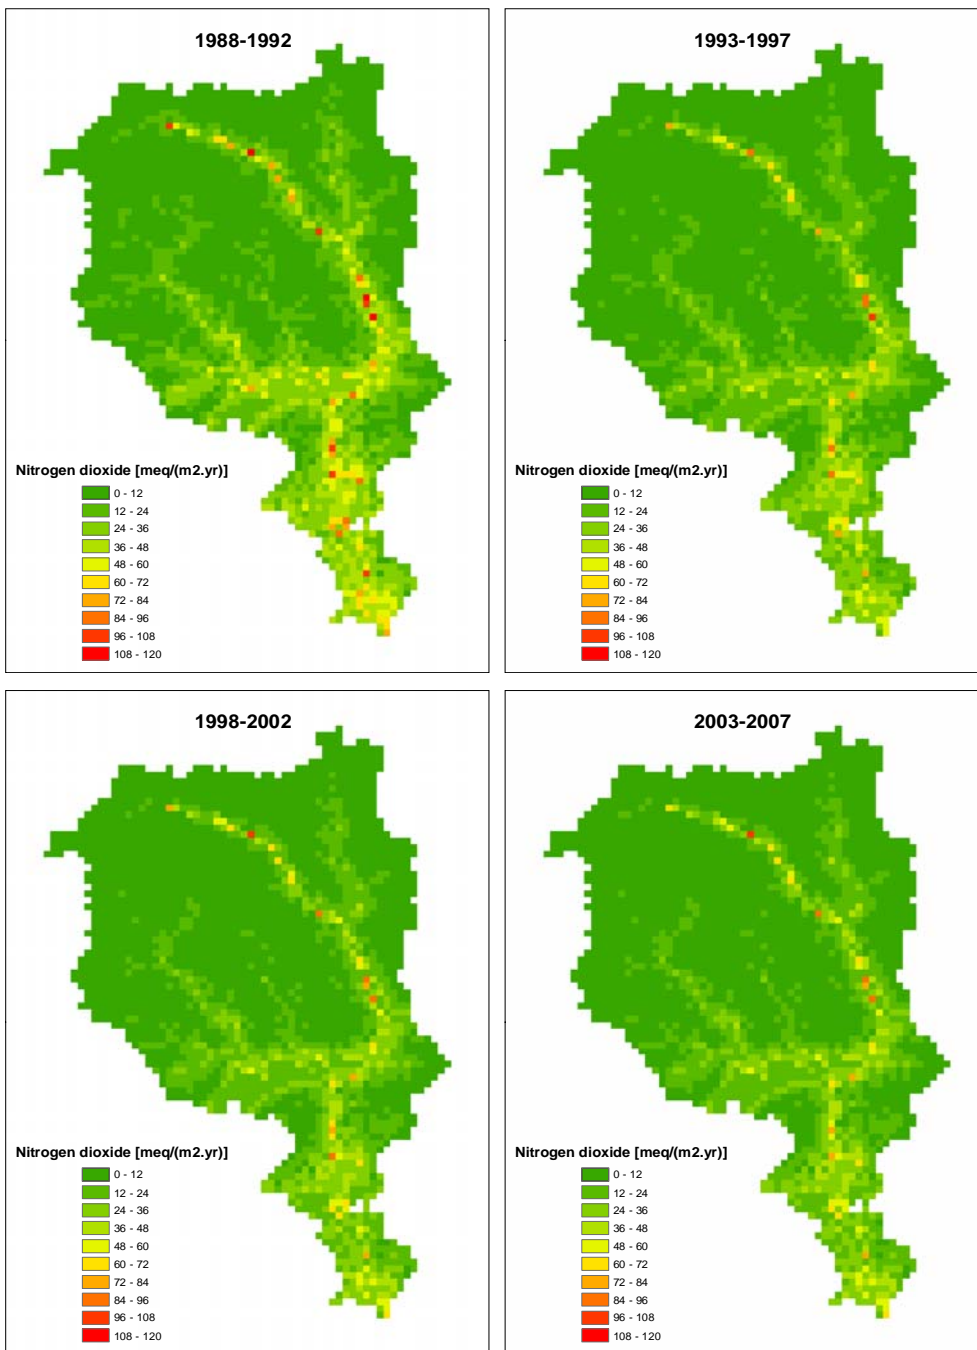 1988-1992
Nitrogen dioxide [meq/(m2.yr)]
0 - 12
12 - 24
24 - 36
36 - 48
48 - 60
60 - 72
72 - 84
84 - 96
96 - 108
108 - 120
1993-1997
Nitrogen dioxide [meq/(m2.yr)]
0 - 12
12 - 24
24 - 36
36 - 48
48 - 60
60 - 72
72 - 84
84 - 96
96 - 108
108 - 120
1998-2002
Nitrogen dioxide [meq/(m2.yr)]
0 - 12
12 - 24
24 - 36
36 - 48
48 - 60
60 - 72
72 - 84
84 - 96
96 - 108
108 - 120
2003-2007
Nitrogen dioxide [meq/(m2.yr)]
0 - 12
12 - 24
24 - 36
36 - 48
48 - 60
60 - 72
72 - 84
84 - 96
96 - 108
108 - 120